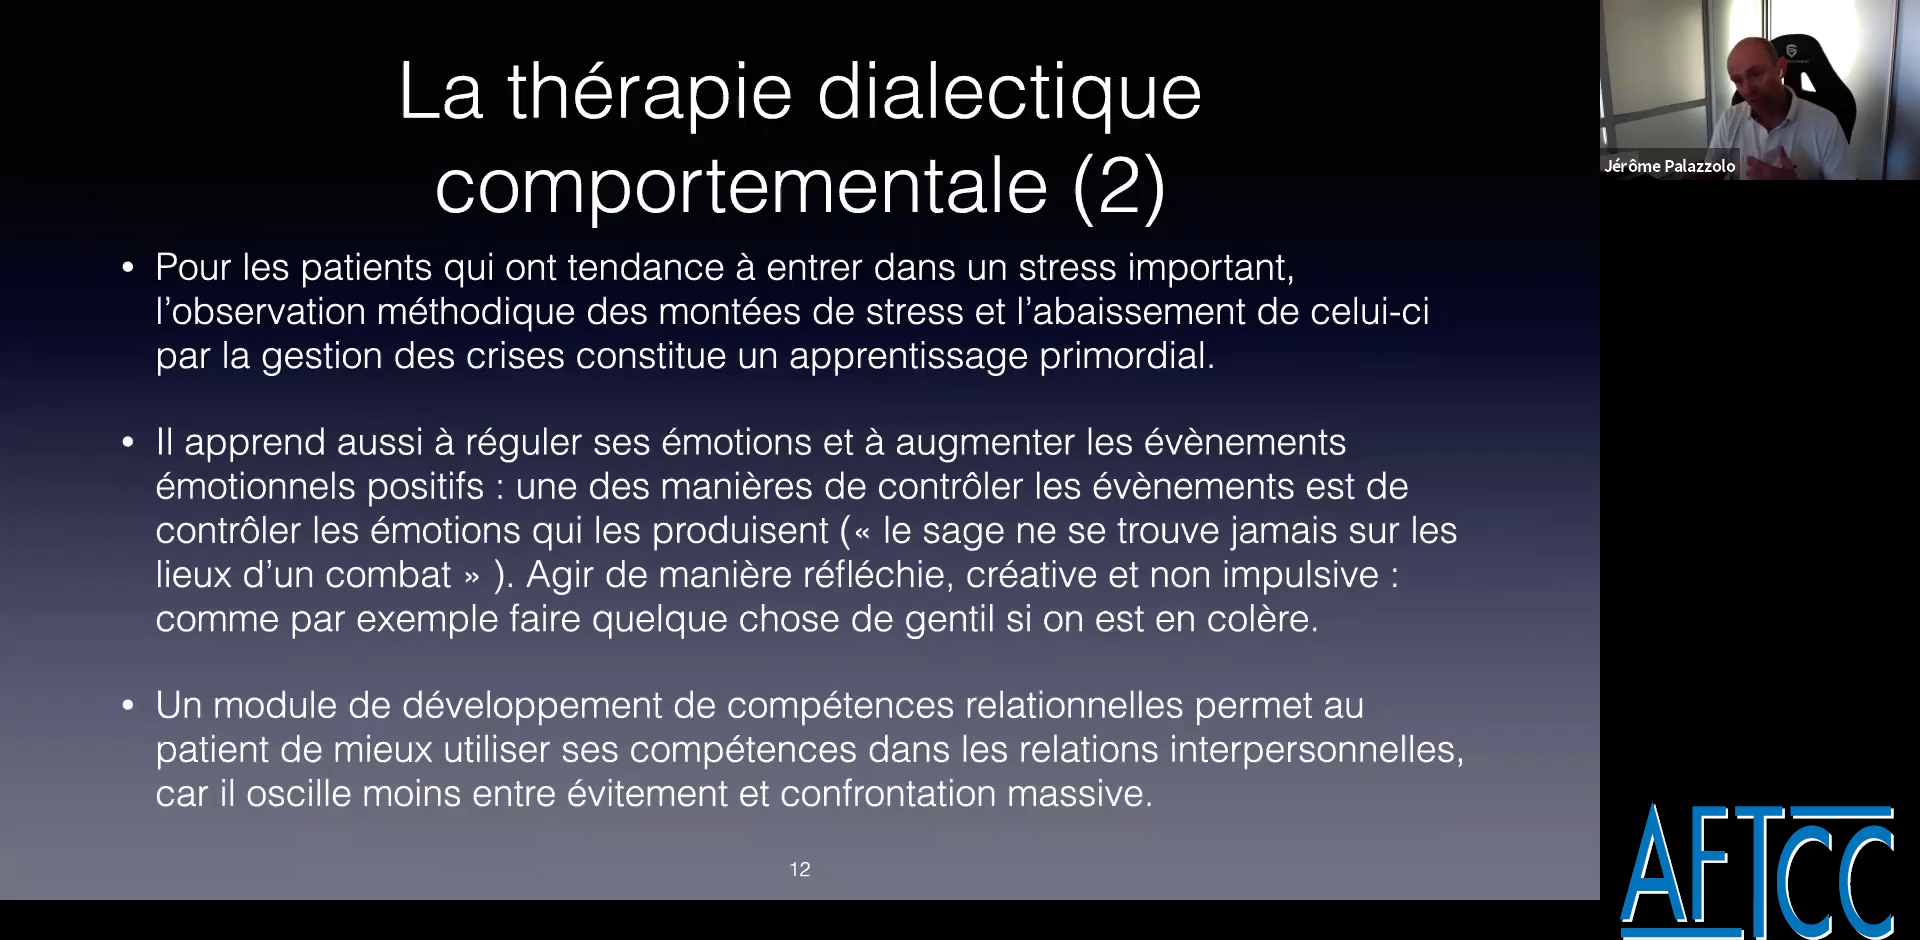 La thérapie dialectique
comportementale (2)
• Pour les patients qui ont tendance à entrer dans un stress important,
l’observation méthodique des montées de stress et l’abaissement de celui-ci
par la gestion des crises constitue un apprentissage primordial.
• Il apprend aussi à réguler ses émotions et à augmenter les évènements
émotionnels positifs : une des manières de contrôler les évènements est de
contrôler les émotions qui les produisent (« le sage ne se trouve jamais sur les
lieux d’un combat » ). Agir de manière réfléchie, créative et non impulsive :
comme par exemple faire quelque chose de gentil si on est en colère.
• Un module de développement de compétences relationnelles permet au
patient de mieux utiliser ses compétences dans les relations interpersonnelles,
car il oscille moins entre évitement et confrontation massive.
12
Jérôme Palazzolo
AFTCC